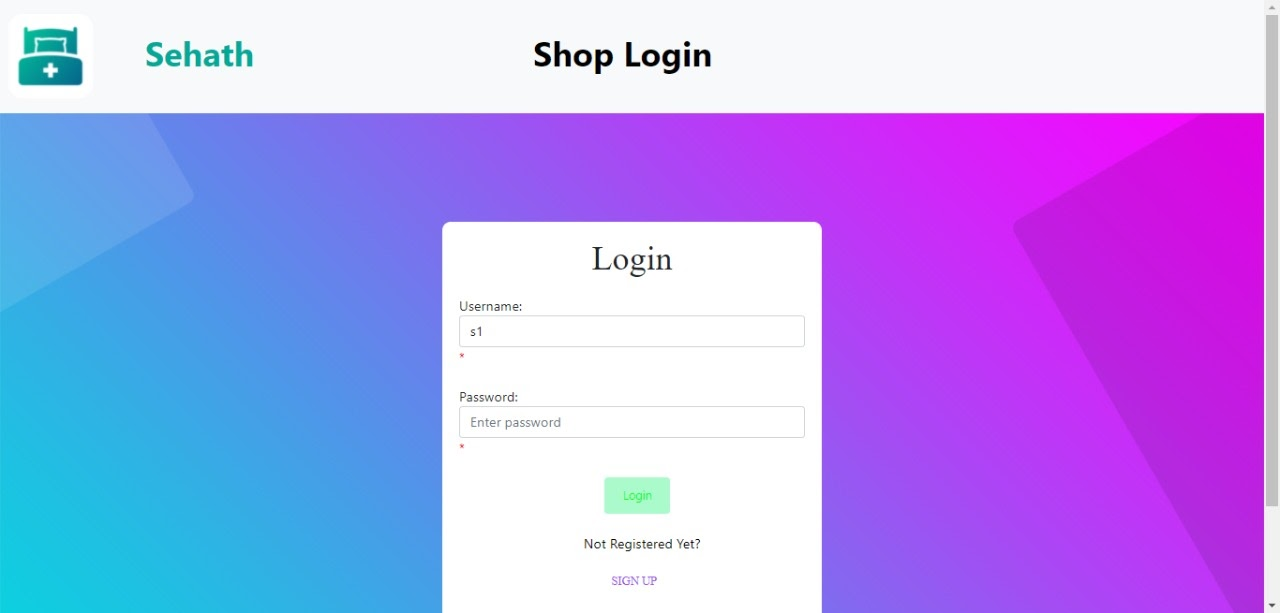 Sehath
Shop Login
Login
Username:
s1
*
Password:
Enter password
*
Login
Not Registered Yet?
SIGN UP